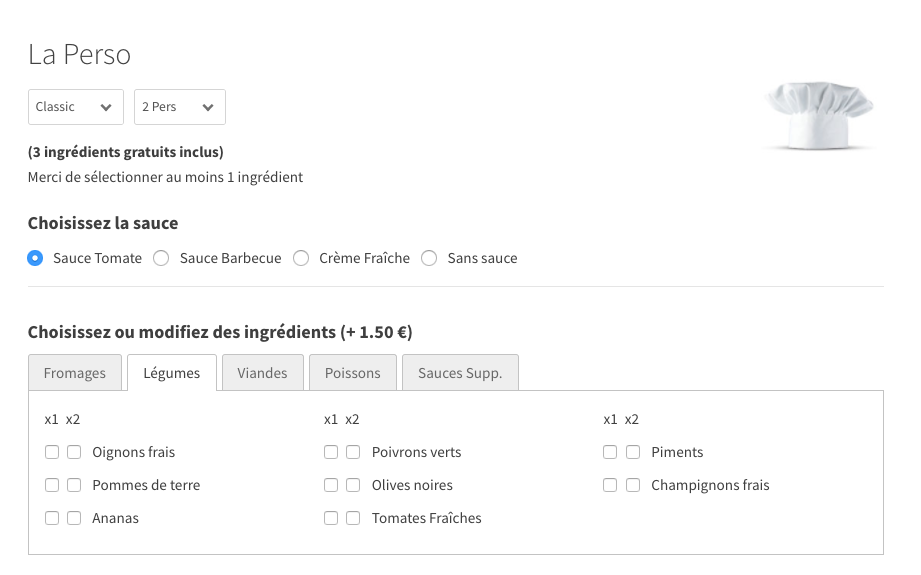 La Perso
Classic 2 Pers
(3 ingrédients gratuits inclus)
Merci de sélectionner au moins 1 ingrédient
Choisissez la sauce
Sauce Tomate Sauce Barbecue Crème Fraîche Sans sauce
Choisissez ou modifiez des ingrédients (+ 1.50 €)
Fromages Légumes Viandes Poissons Sauces Supp.
x1 x2 x1 x2 x1 x2
Oignons frais Poivrons verts Piments
Pommes de terre Olives noires Champignons frais
Ananas Tomates Fraîches